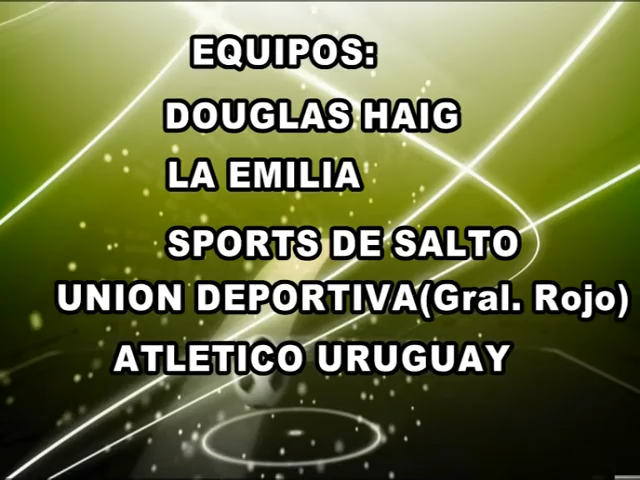 EQUIPOS:
DOUGLAS HAIG
LA EMILIA
SPORTS DE SALTO
UNION DEPORTIVA(Gral. Rojo)
ATLETICO URUGUAY